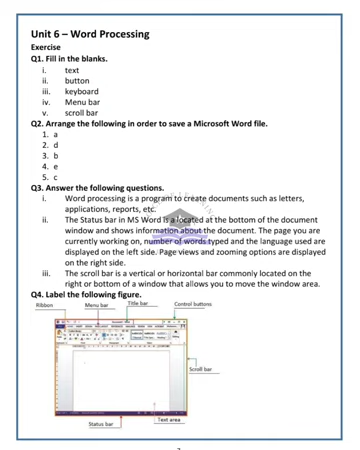 Unit 6 – Word Processing
Exercise
Q1. Fill in the blanks.
i. text
ii. button
iii. keyboard
iv. Menu bar
v. scroll bar
Q2. Arrange the following in order to save a Microsoft Word file.
1. a
2. d
3. b
4. e
5. c
Q3. Answer the following questions.
i. Word processing is a program to create documents such as letters,
applications, reports, etc.
ii. The Status bar in MS Word is a located at the bottom of the document
window and shows information about the document. The page you are
currently working on, number of words typed and the language used are
displayed on the left side. Page views and zooming options are displayed
on the right side.
iii. The scroll bar is a vertical or horizontal bar commonly located on the
right or bottom of a window that allows you to move the window area.
Q4. Label the following figure.
Ribbon Menu bar Title bar Control buttons
Scroll bar
Text area
Status bar